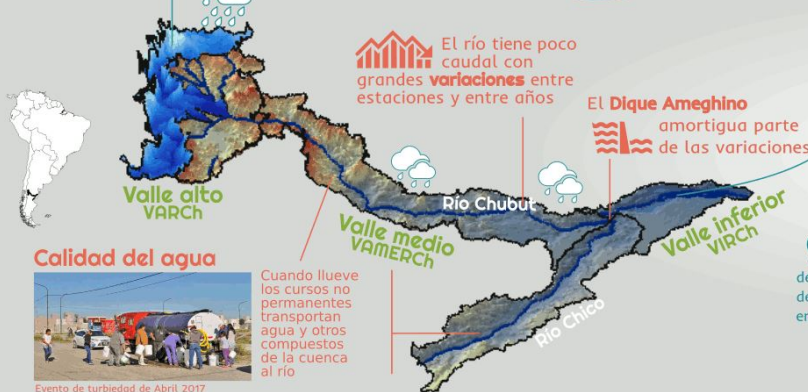 El río tiene poco
caudal con
grandes variaciones entre
estaciones y entre años
El Dique Ameghino
amortigua parte
de las variaciones
Valle alto
VARCh
Río Chubut
Valle medio
VAMERCh
Valle inferior
VIRCh
Río Chico
Calidad del agua
Cuando llueve
los cursos no
permanentes
transportan
agua y otros
compuestos
de la cuenca
al río
Evento de turbiedad de Abril 2017
de
de
en